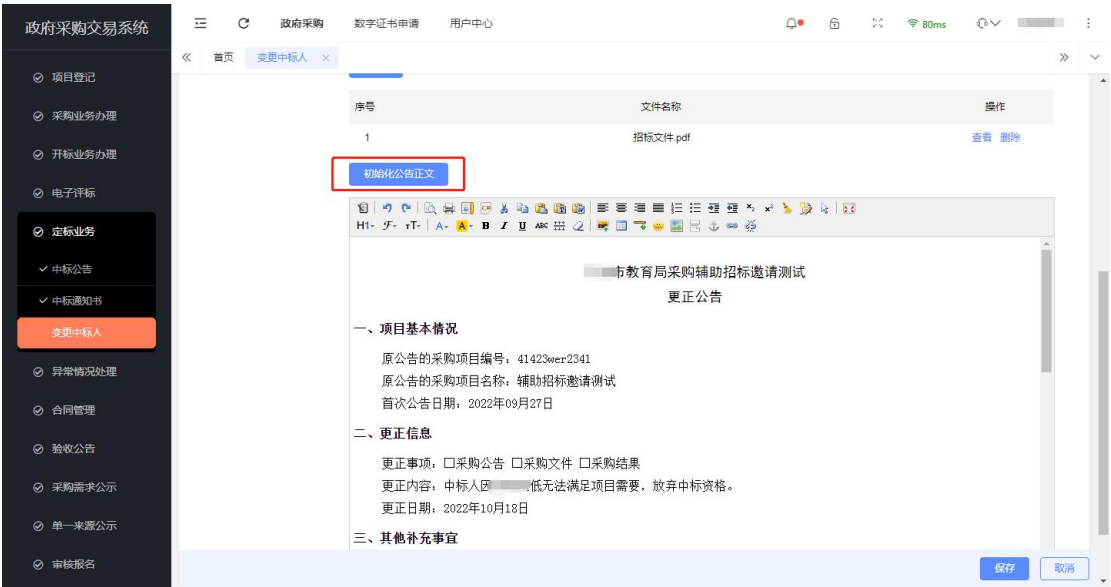 政府采购交易系统
政府采购 数字证书申请 用户中心 80ms
首页 变更中标人 ×
项目登记
采购业务办理
开标业务办理
电子评标
定标业务
中标公告
中标通知书
变更中标人
异常情况处理
合同管理
验收公告
采购需求公示
单一来源公示
审核报名
序号 文件名称 操作
1 招标文件.pdf 查看 删除
初始化公告正文
市教育局采购辅助招标邀请测试
更正公告
一、项目基本情况
原公告的采购项目编号：41423wer2341
原公告的采购项目名称：辅助招标邀请测试
首次公告日期：2022年09月27日
二、更正信息
更正事项：□采购公告 □采购文件 □采购结果
更正内容：中标人因 低无法满足项目需要，放弃中标资格。
更正日期：2022年10月18日
三、其他补充事宜
保存 取消